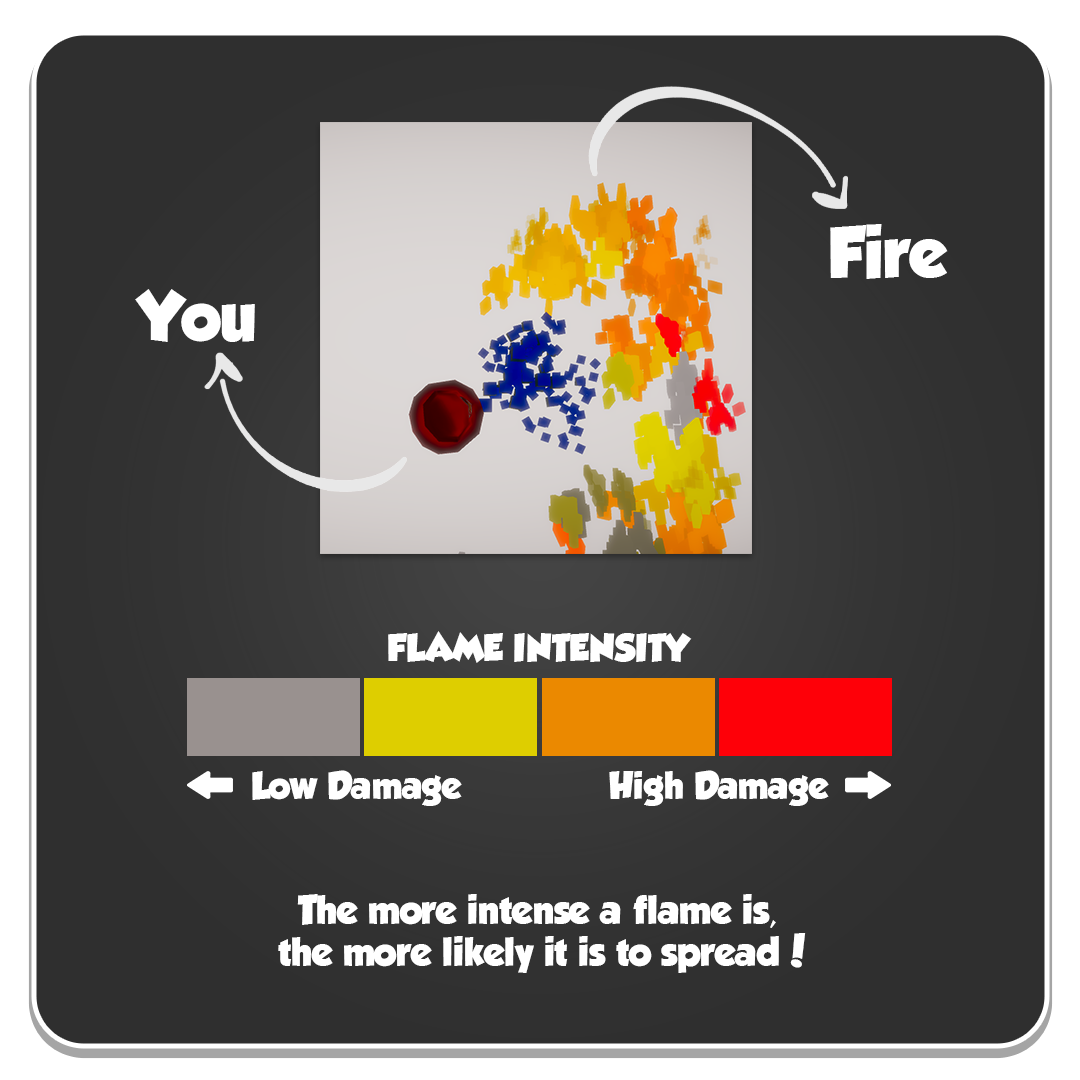 Fire
You
FLAME INTENSITY
Low Damage
High Damage
The more intense a flame is,
the more likely it is to spread!